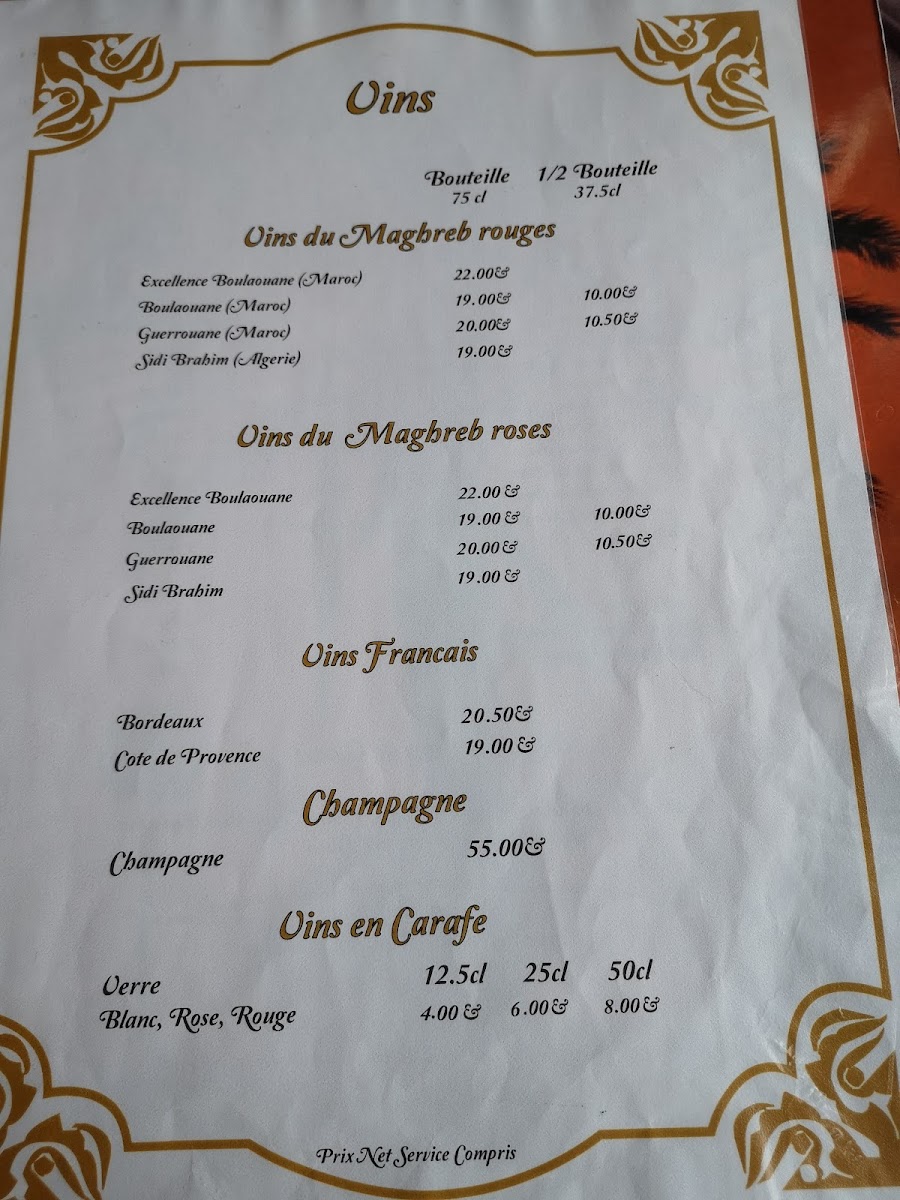 Vins
Bouteille 1/2 Bouteille
75 cl 37.5cl
Vins du Maghreb rouges
Excellence Boulaouane (Maroc) 22.00&
Boulaouane (Maroc) 19.00& 10.00&
Guerrouane (Maroc) 20.00& 10.50&
Sidi Brahim (Algerie) 19.00&
Vins du Maghreb roses
Excellence Boulaouane 22.00 &
Boulaouane 19.00 & 10.00&
Guerrouane 20.00& 10.50&
Sidi Brahim 19.00 &
Vins Francais
Bordeaux 20.50&
Cote de Provence 19.00 &
Champagne
Champagne 55.00&
Vins en Carafe
Verre 12.5cl 25cl 50cl
Blanc, Rose, Rouge 4.00 & 6.00& 8.00&
Prix Net Service Compris